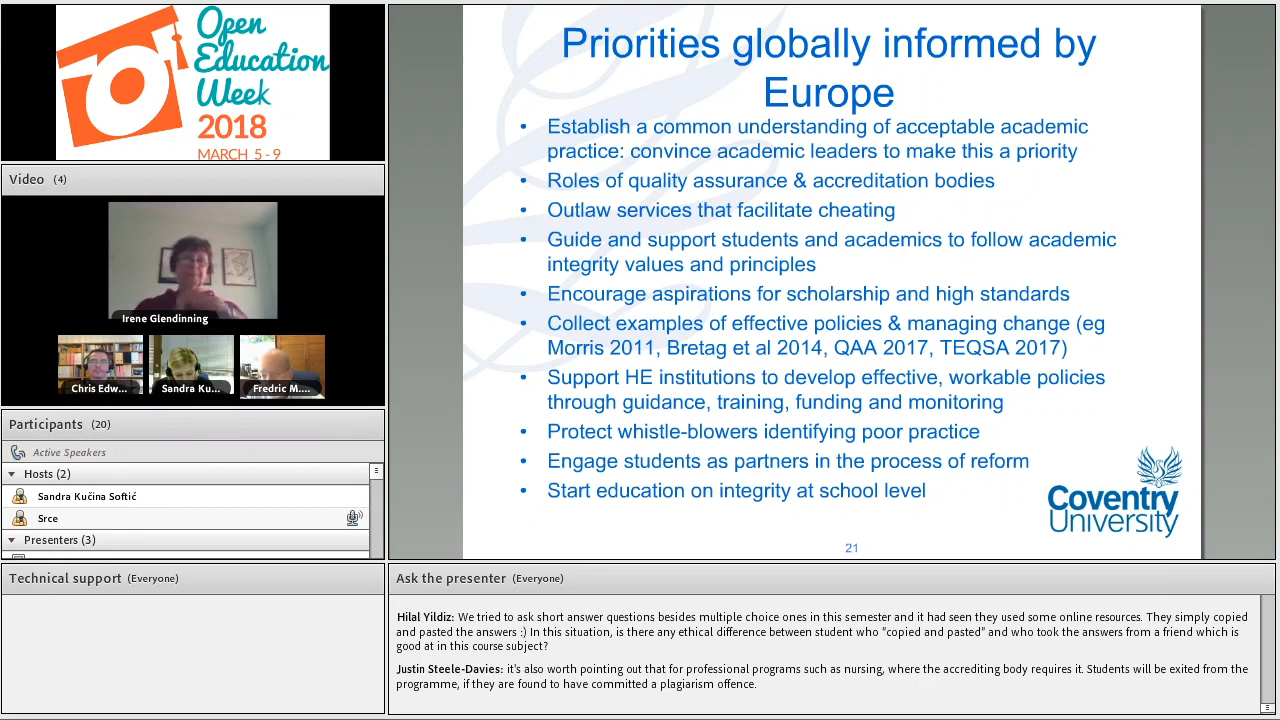 Open
Education
Week
2018
MARCH 5 - 9
Video (4)
Irene Glendinning
Chris Edw...
Sandra Ku...
Fredric M....
Participants (20)
Active Speakers
Hosts (2)
Sandra Kučina Softić
Srce
Presenters (3)
Technical support (Everyone)
Priorities globally informed by
Europe
• Establish a common understanding of acceptable academic
practice: convince academic leaders to make this a priority
• Roles of quality assurance & accreditation bodies
• Outlaw services that facilitate cheating
• Guide and support students and academics to follow academic
integrity values and principles
• Encourage aspirations for scholarship and high standards
• Collect examples of effective policies & managing change (eg
Morris 2011, Bretag et al 2014, QAA 2017, TEQSA 2017)
• Support HE institutions to develop effective, workable policies
through guidance, training, funding and monitoring
• Protect whistle-blowers identifying poor practice
• Engage students as partners in the process of reform
• Start education on integrity at school level
Coventry
University
21
Ask the presenter (Everyone)
Hilal Yildiz: We tried to ask short answer questions besides multiple choice ones in this semester and it had seen they used some online resources. They simply copied
and pasted the answers :) In this situation, is there any ethical difference between student who "copied and pasted" and who took the answers from a friend which is
good at in this course subject?
Justin Steele-Davies: it's also worth pointing out that for professional programs such as nursing, where the accrediting body requires it. Students will be exited from the
programme, if they are found to have committed a plagiarism offence.